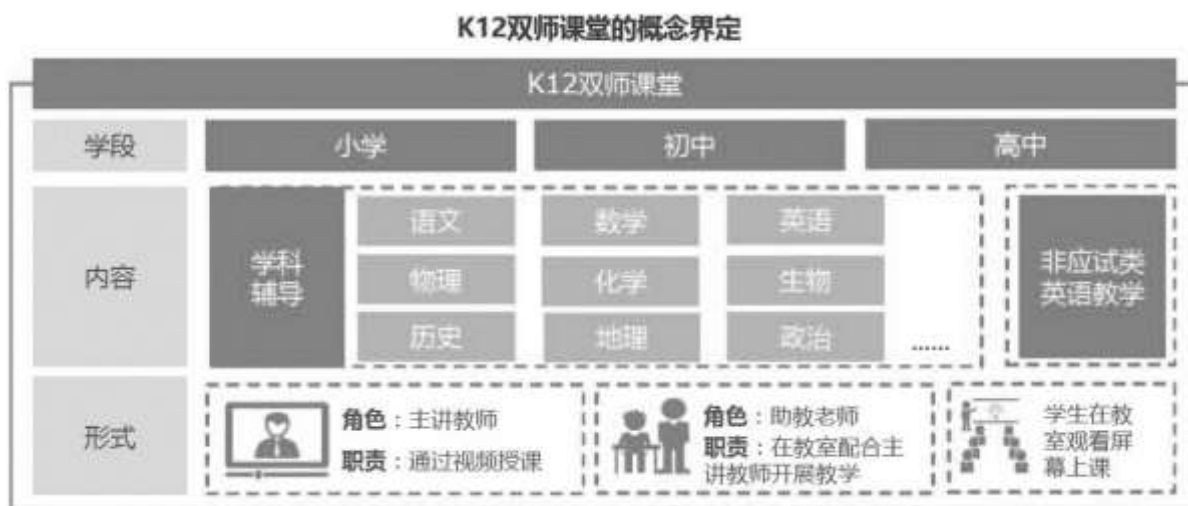 K12双师课堂的概念界定
K12双师课堂
学段
小学
初中
高中
内容
学科
辅导
语文
数学
英语
物理
化学
生物
历史
地理
政治
......
非应试类
英语教学
形式
角色：主讲教师
职责：通过视频授课
角色：助教老师
职责：在教室配合主
讲教师开展教学
学生在教
室观看屏
幕上课